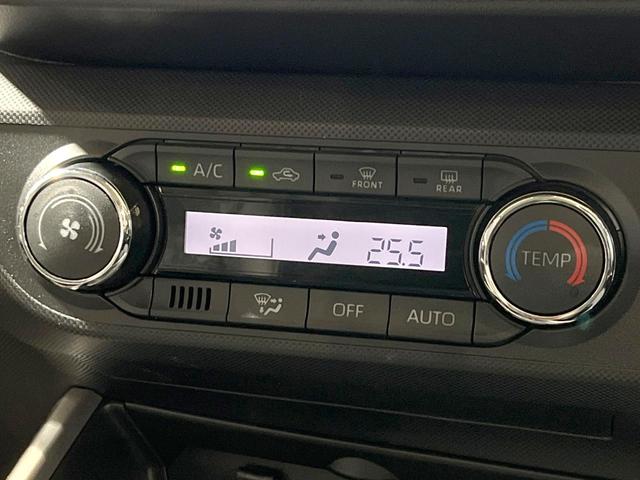 A/C
FRONT
REAR
25.5
TEMP
OFF
AUTO